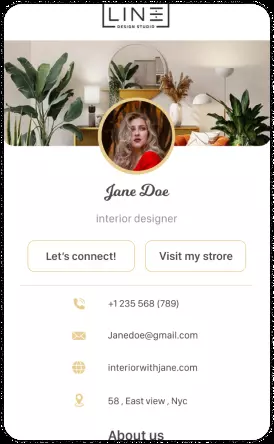 LINE
DESIGN STUDIO
Jane Doe
interior designer
Let's connect!
Visit my strore
+1 235 568 (789)
Janedoe@gmail.com
interiorwithjane.com
58 , East view , Nyc
About us